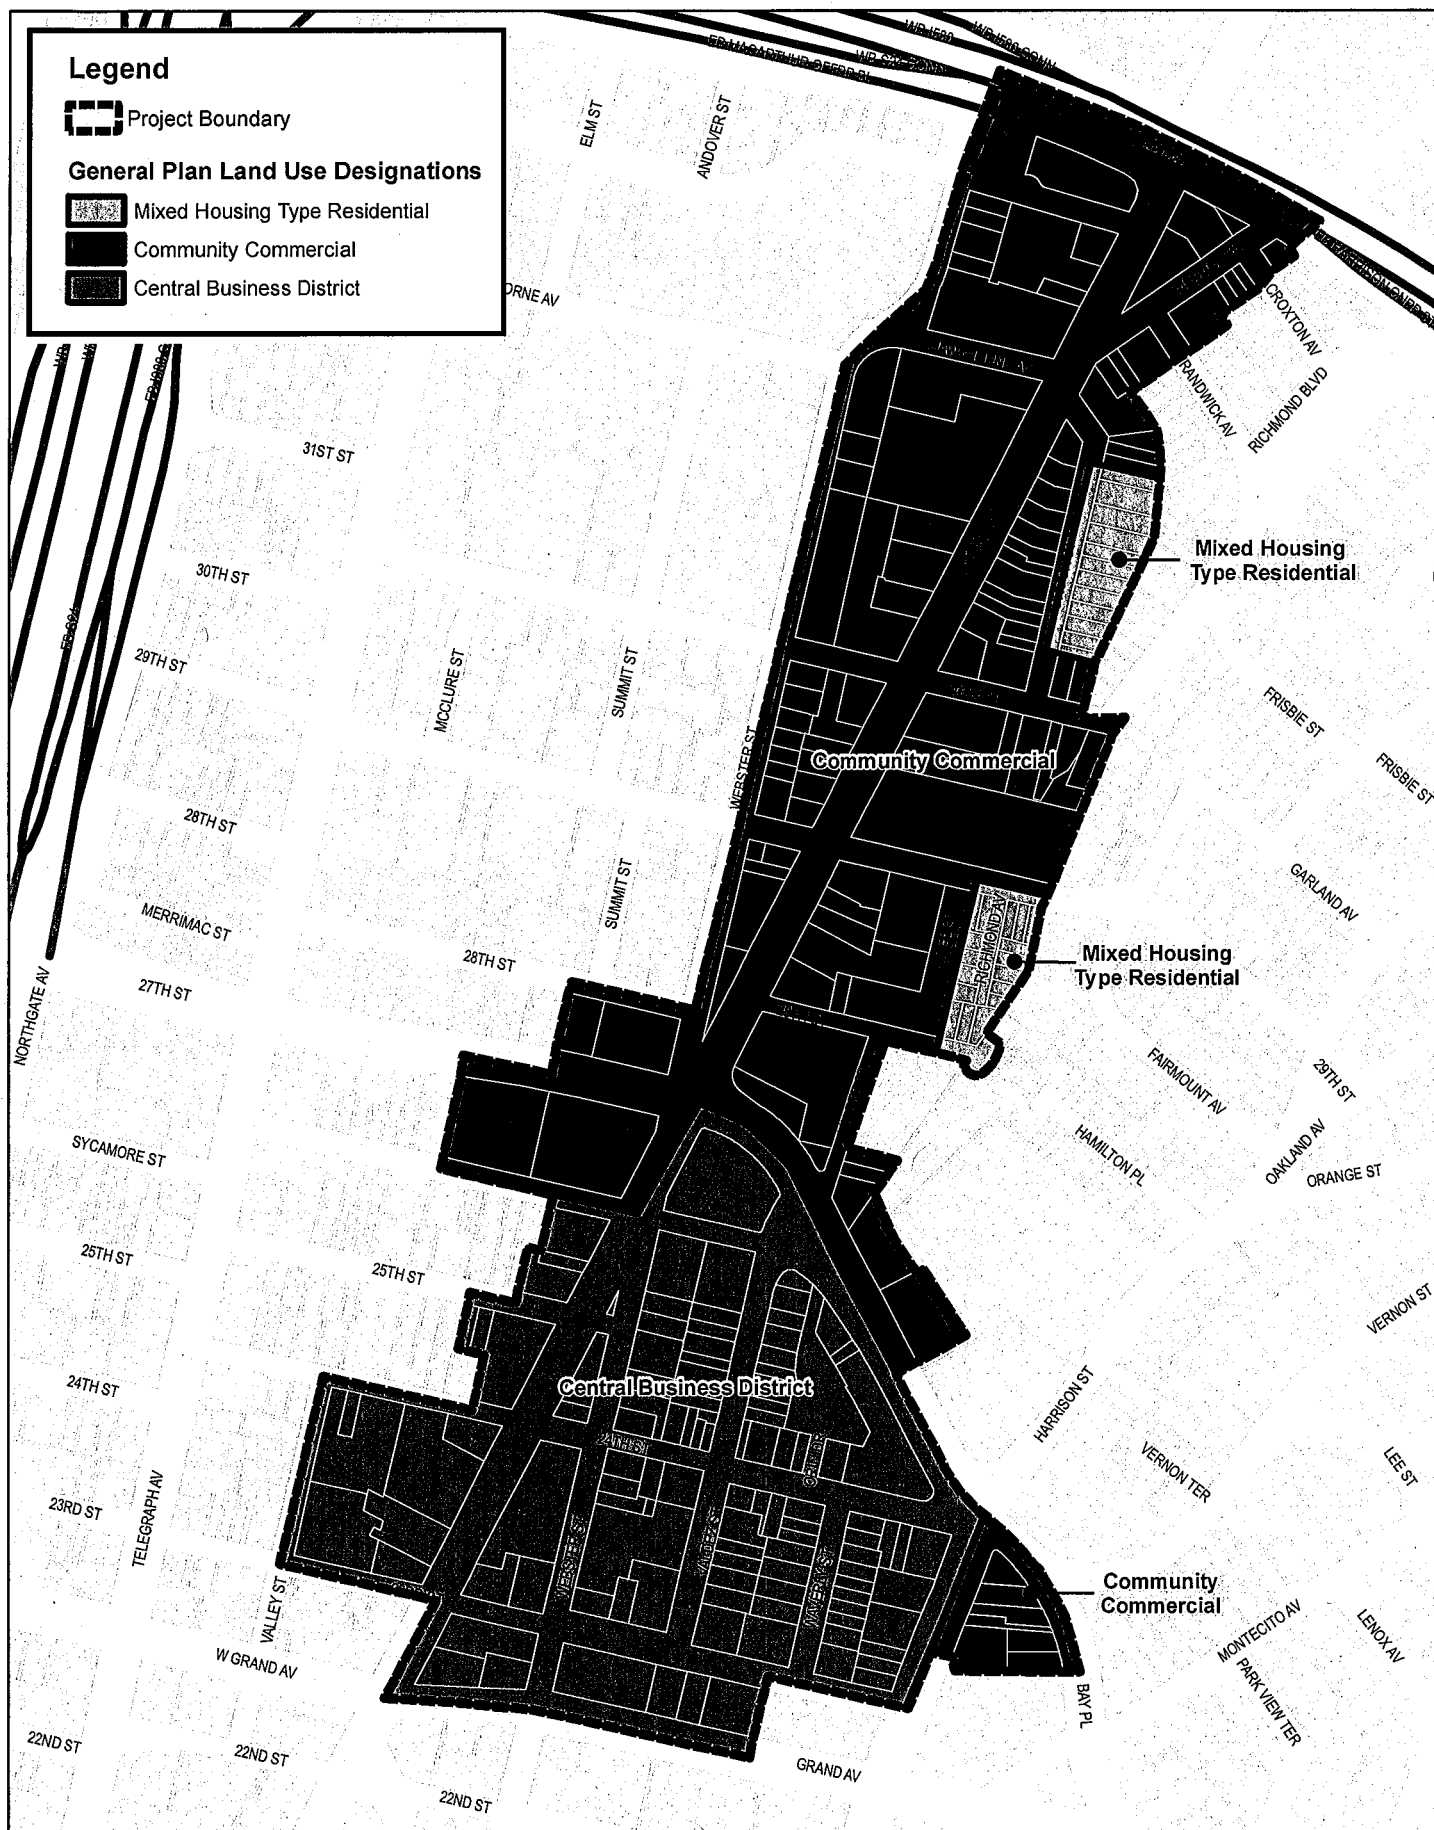 Legend
Project Boundary
General Plan Land Use Designations
Mixed Housing Type Residential
Community Commercial
Central Business District
WB I580
WB I580 CONN
ELM ST
ANDOVER ST
CROXTON AV
RANDWICK AV
RICHMOND BLVD
31ST ST
Mixed Housing
Type Residential
30TH ST
29TH ST
MCCLURE ST
SUMMIT ST
WEBSTER ST
FRISBIE ST
FRISBIE ST
Community Commercial
28TH ST
SUMMIT ST
GARLAND AV
MERRIMAC ST
RICHMOND AV
Mixed Housing
Type Residential
28TH ST
27TH ST
NORTHGATE AV
FAIRMOUNT AV
29TH ST
HAMILTON PL
OAKLAND AV
ORANGE ST
SYCAMORE ST
25TH ST
25TH ST
VERNON ST
24TH ST
Central Business District
HARRISON ST
24TH ST
VERNON TER
LEE ST
23RD ST
TELEGRAPH AV
WEBSTER ST
VALDEZ ST
WAVERLY ST
VALLEY ST
Community
Commercial
MONTECITO AV
LENOX AV
W GRAND AV
PARK VIEW TER
BAY PL
22ND ST
22ND ST
GRAND AV
22ND ST